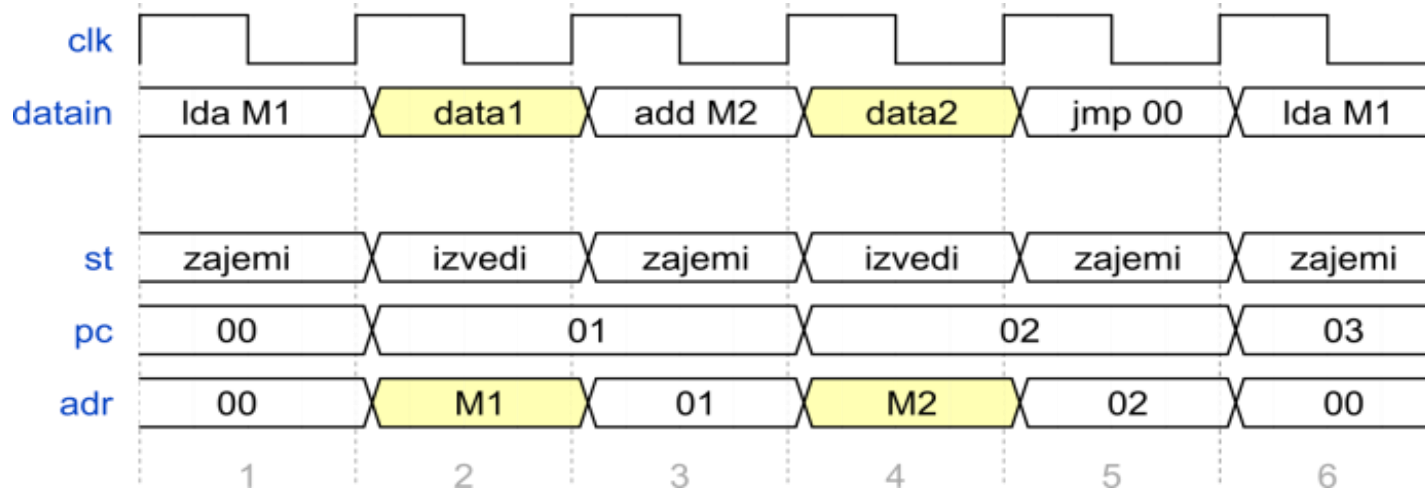 clk
datain lda M1 data1 add M2 data2 jmp 00 lda M1
st zajemi izvedi zajemi izvedi zajemi zajemi
pc 00 01 02 03
adr 00 M1 01 M2 02 00
1 2 3 4 5 6